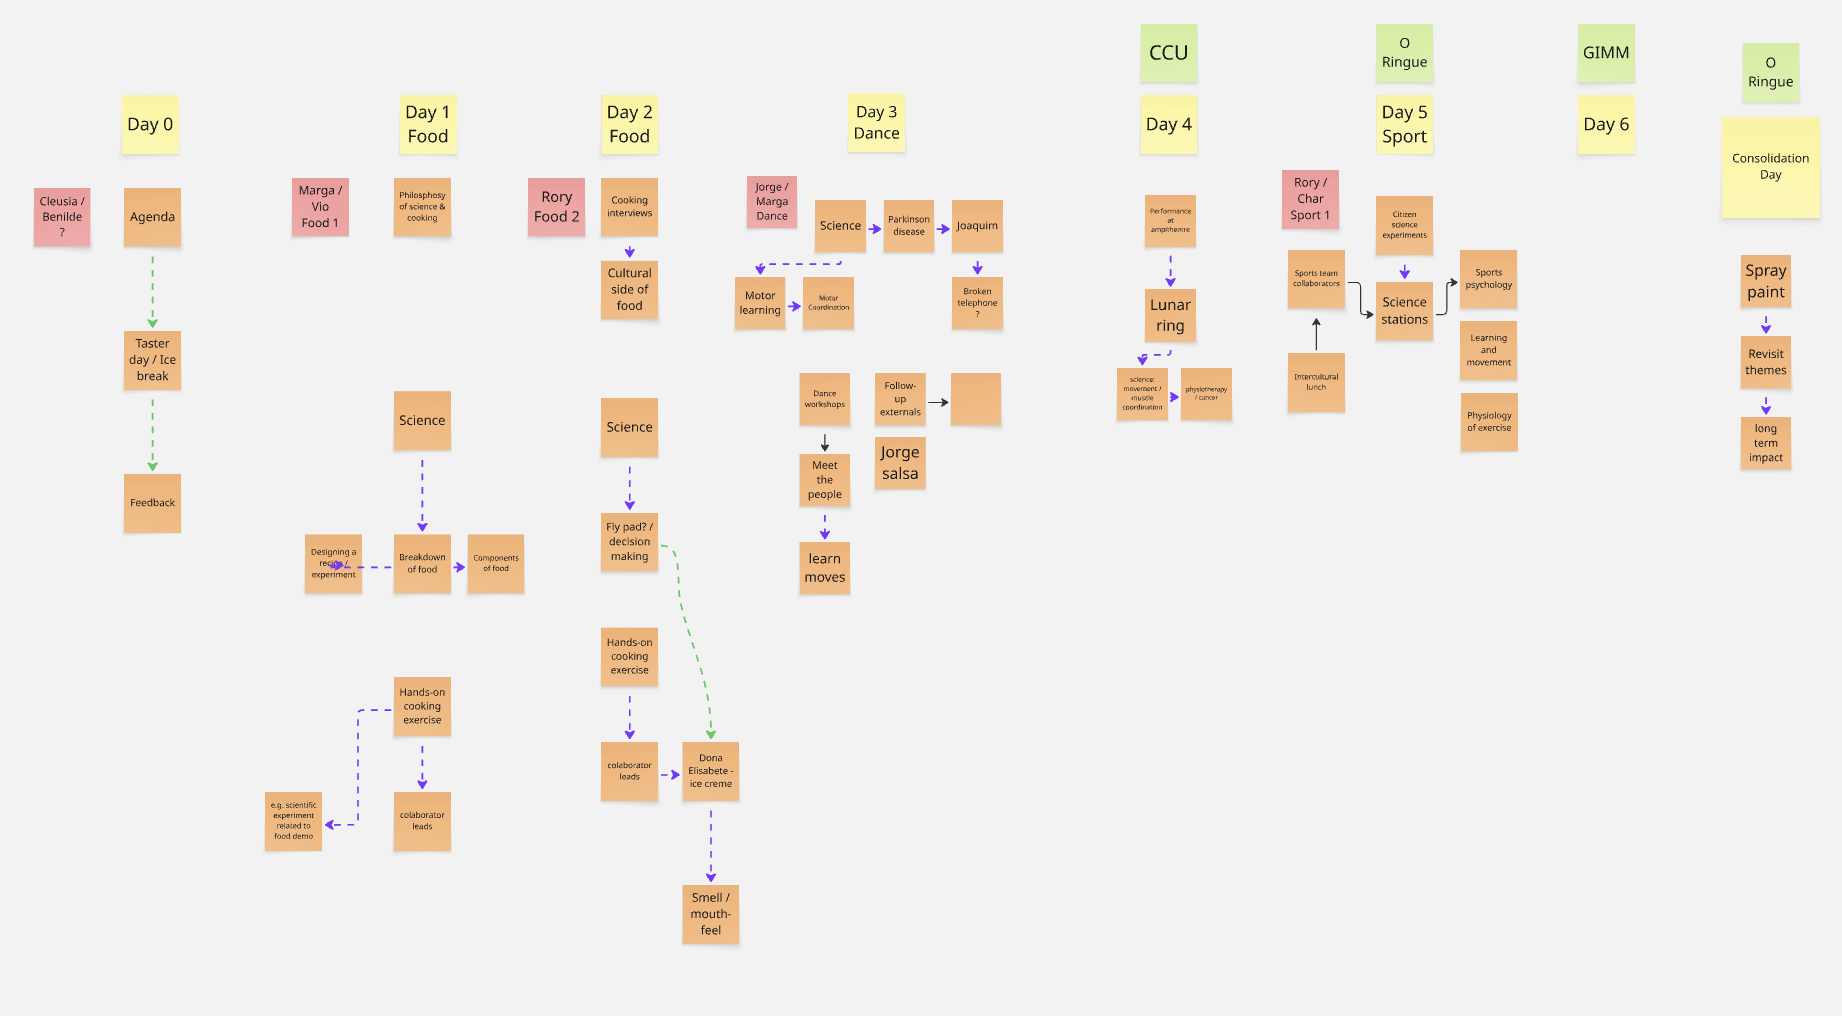 CCU
O
Ringue
GIMM
O
Ringue
Day 0
Day 1
Food
Day 2
Food
Day 3
Dance
Day 4
Day 5
Sport
Day 6
Consolidation
Day
Cleusia /
Benilde
?
Agenda
Taster
day / Ice
break
Feedback
Marga /
Vio
Food 1
Philosphosy
of science &
cooking
Science
Designing a
recipe /
experiment
Breakdown
of food
Components
of food
Hands-on
cooking
exercise
e.g. scientific
experiment
related to
food demo
colaborator
leads
Rory
Food 2
Cooking
interviews
Cultural
side of
food
Science
Fly pad? /
decision
making
Hands-on
cooking
exercise
colaborator
leads
Dona
Elisabete -
ice creme
Smell /
mouth-
feel
Jorge /
Marga
Dance
Science
Parkinson
disease
Joaquim
Motor
learning
Motor
Coordination
Broken
telephone
?
Dance
workshops
Follow-
up
externals
Meet
the
people
Jorge
salsa
learn
moves
Performance
at
ampitheatre
Lunar
ring
science:
movement /
muscle
coordination
physiotherapy
/ cancer
Rory /
Char
Sport 1
Citizen
science
experiments
Sports team
collaborators
Science
stations
Sports
psychology
Intercultural
lunch
Learning
and
movement
Physiology
of exercise
Spray
paint
Revisit
themes
long
term
impact